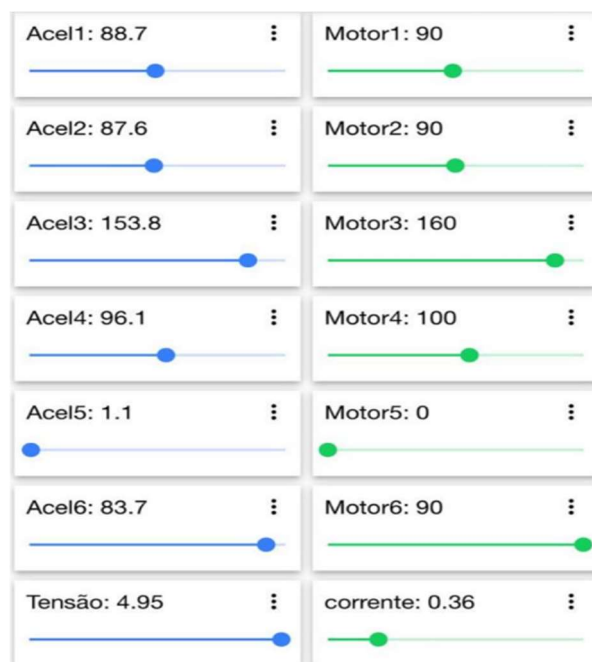 Acel1: 88.7
Motor1: 90
Acel2: 87.6
Motor2: 90
Acel3: 153.8
Motor3: 160
Acel4: 96.1
Motor4: 100
Acel5: 1.1
Motor5: 0
Acel6: 83.7
Motor6: 90
Tensão: 4.95
corrente: 0.36